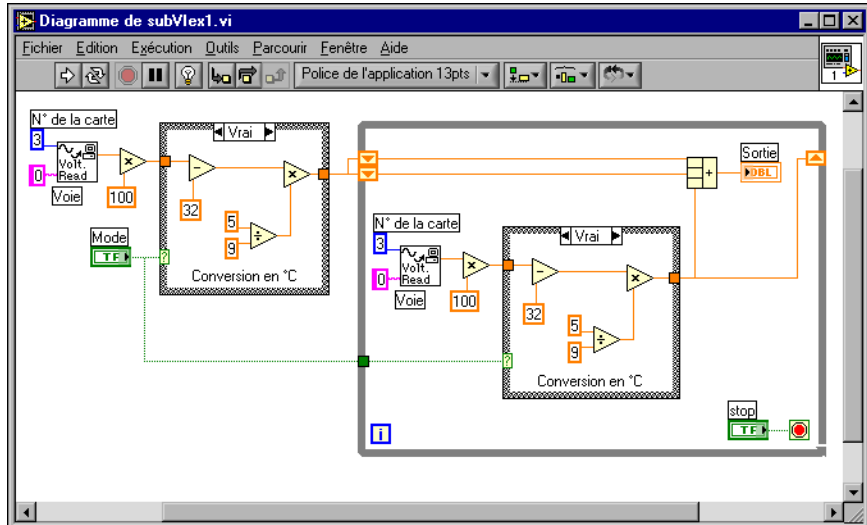 Diagramme de subVIex1.vi
Fichier Edition Exécution Outils Parcourir Fenêtre Aide
Police de l'application 13pts
1
N° de la carte
3
Volt.
Read
0
Voie
×
100
Vrai
−
32
×
5
9
÷
Conversion en °C
Mode
TF
?
+
Sortie
DBL
N° de la carte
3
Volt.
Read
0
Voie
×
100
Vrai
−
32
×
5
9
÷
?
Conversion en °C
i
stop
TF